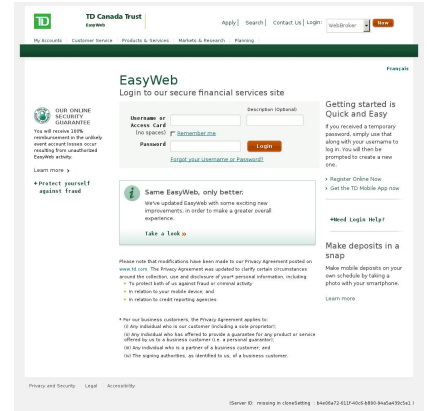 TD
TD Canada Trust
EasyWeb
Apply | Search | Contact Us | Login: WebBroker Now
My Accounts Customer Service Products & Services Markets & Research Planning
Français
EasyWeb
Login to our secure financial services site
OUR ONLINE
SECURITY
GUARANTEE
You will receive 100%
reimbursement in the unlikely
event account losses occur
resulting from unauthorized
EasyWeb activity.
Learn more
Protect yourself
against fraud
Description (Optional)
Username or
Access Card
(no spaces) Remember me
Password Login
Forgot your Username or Password?
i
Same EasyWeb, only better.
We've updated EasyWeb with some exciting new
improvements, in order to make a greater overall
experience.
Take a look »
Please note that modifications have been made to our Privacy Agreement posted on
www.td.com. The Privacy Agreement was updated to clarify certain circumstances
around the collection, use and disclosure of your* personal information, including:
To protect both of us against fraud or criminal activity;
In relation to your mobile device; and
In relation to credit reporting agencies.
* For our business customers, the Privacy Agreement applies to:
(i) Any individual who is our customer (including a sole proprietor);
(ii) Any individual who has offered to provide a guarantee for any product or service
offered by us to a business customer (i.e. a personal guarantor);
(iii) Any individual who is a partner of a business customer; and
(iv) The signing authorities, as identified to us, of a business customer.
Getting started is
Quick and Easy
If you received a temporary
password, simply use that
along with your username to
log in. You will then be
prompted to create a new
one.
Register Online Now
Get the TD Mobile App now
Need Login Help?
Make deposits in a
snap
Make mobile deposits on your
own schedule by taking a
photo with your smartphone.
Learn more
Privacy and Security Legal Accessibility
(Server ID: missing in cloneSetting :